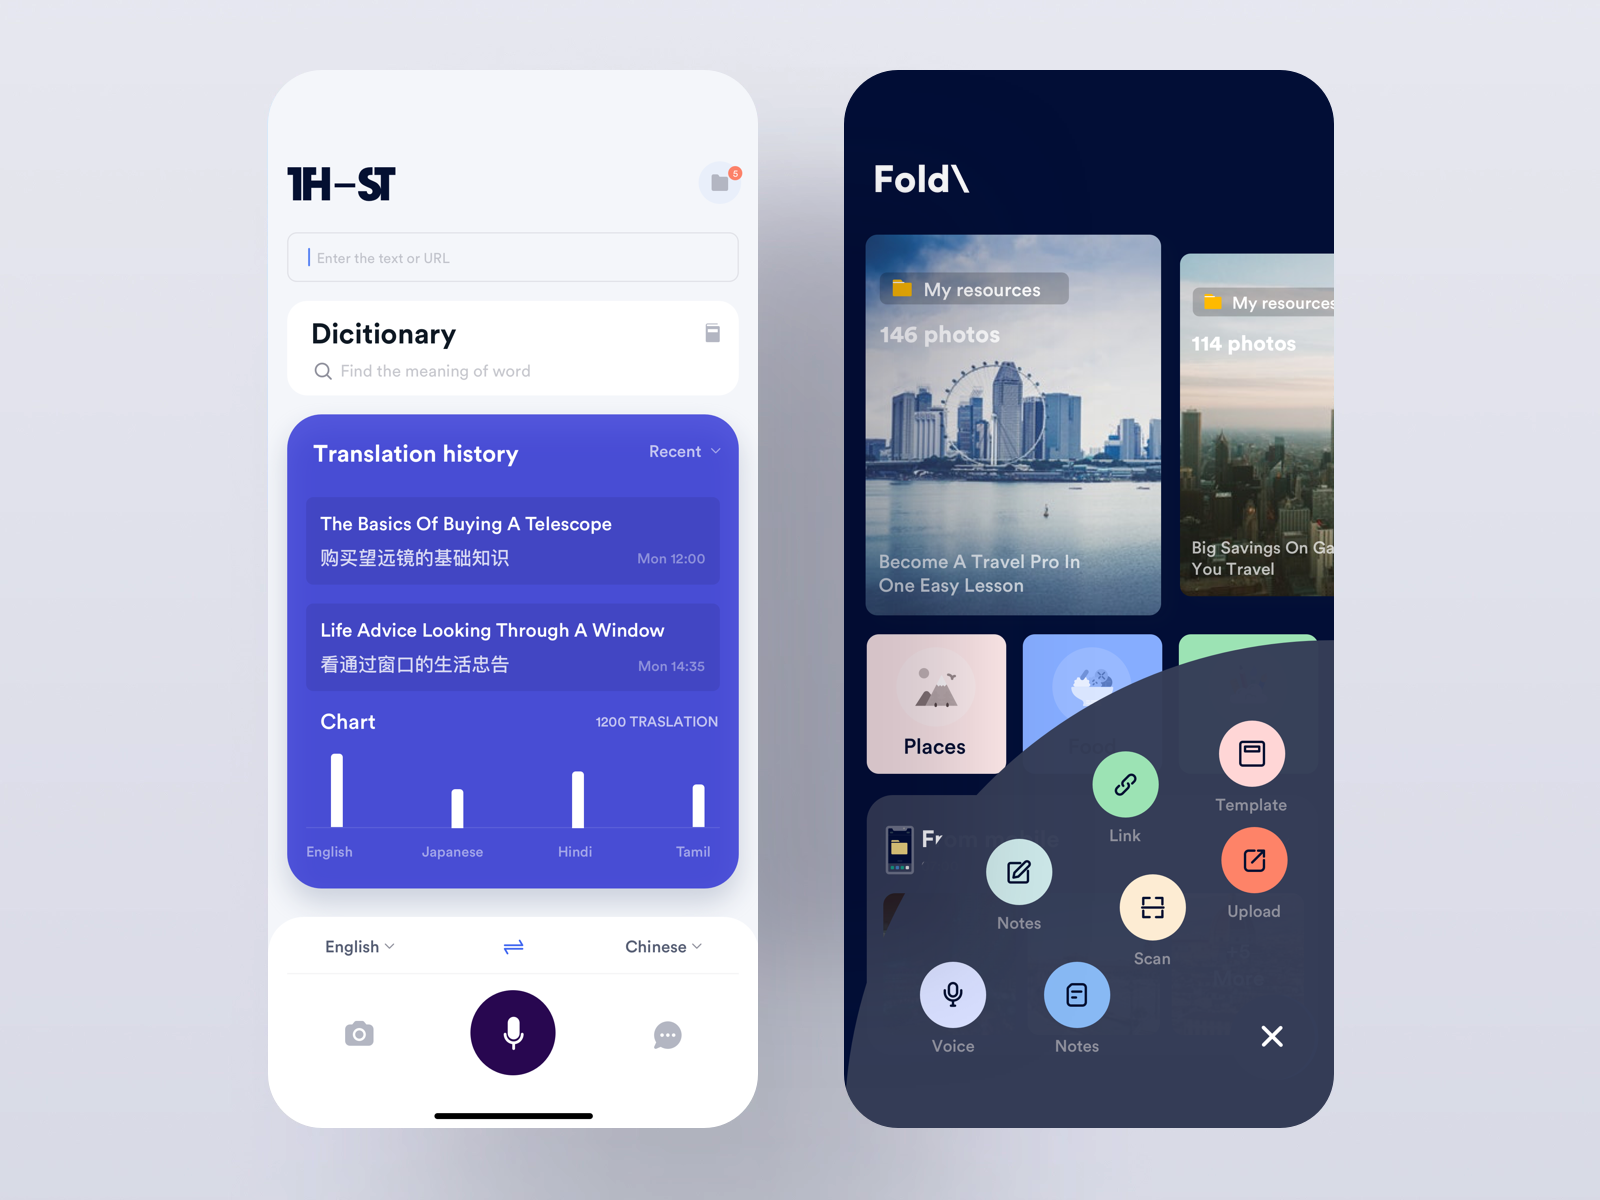 TH–ST
5
Enter the text or URL
Dicitionary
Find the meaning of word
Translation history
Recent
The Basics Of Buying A Telescope
购买望远镜的基础知识
Mon 12:00
Life Advice Looking Through A Window
看通过窗口的生活忠告
Mon 14:35
Chart
1200 TRASLATION
English
Japanese
Hindi
Tamil
English
Chinese
Fold\
My resources
146 photos
Become A Travel Pro In
One Easy Lesson
My resources
114 photos
Big Savings On Ga
You Travel
Places
Food
From mobile
Template
Link
Upload
Notes
Scan
Voice
Notes